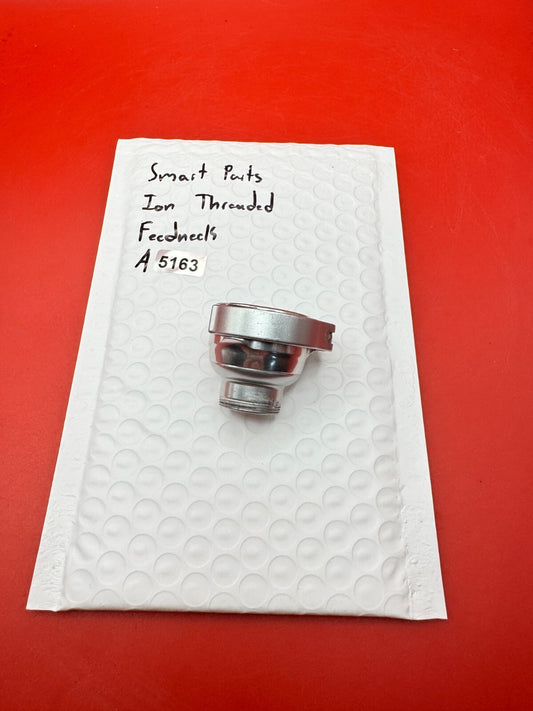 Smart Parts
Ion Threaded
Feedneck
A 5163